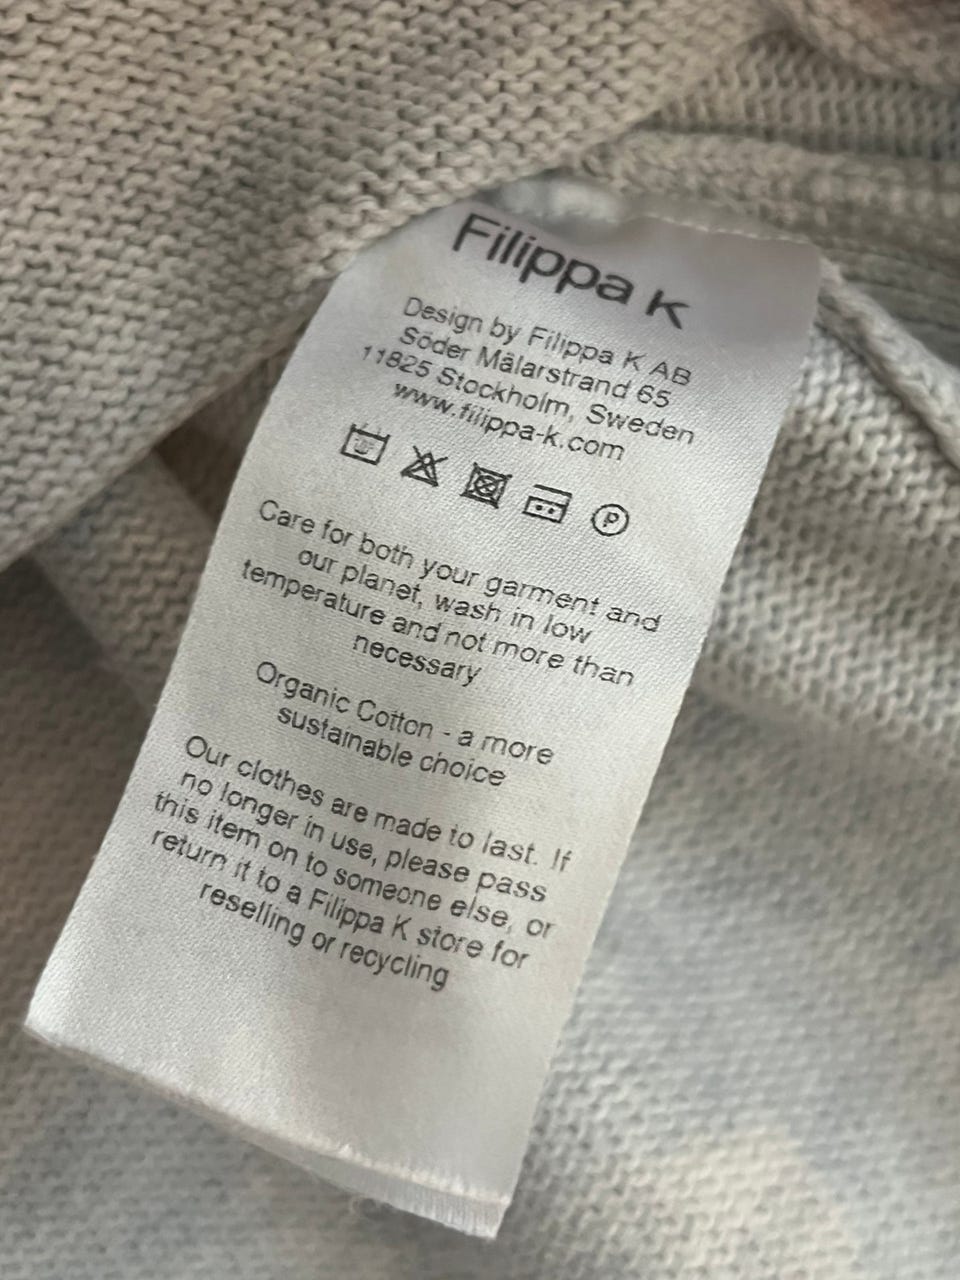 Filippa K
Design by Filippa K AB
Söder Mälarstrand 65
11825 Stockholm, Sweden
www.filippa-k.com
P
Care for both your garment and
our planet, wash in low
temperature and not more than
necessary
Organic Cotton - a more
sustainable choice
Our clothes are made to last. If
no longer in use, please pass
this item on to someone else, or
return it to a Filippa K store for
reselling or recycling